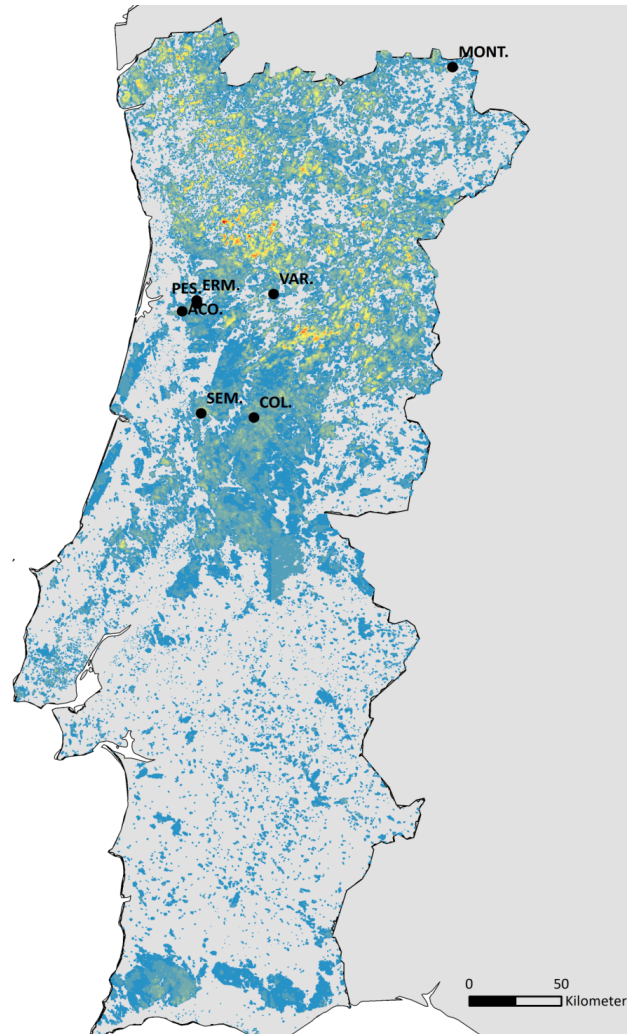 MONT.
VAR.
PES.
ERM.
ACO.
SEM.
COL.
0 50
Kilometer